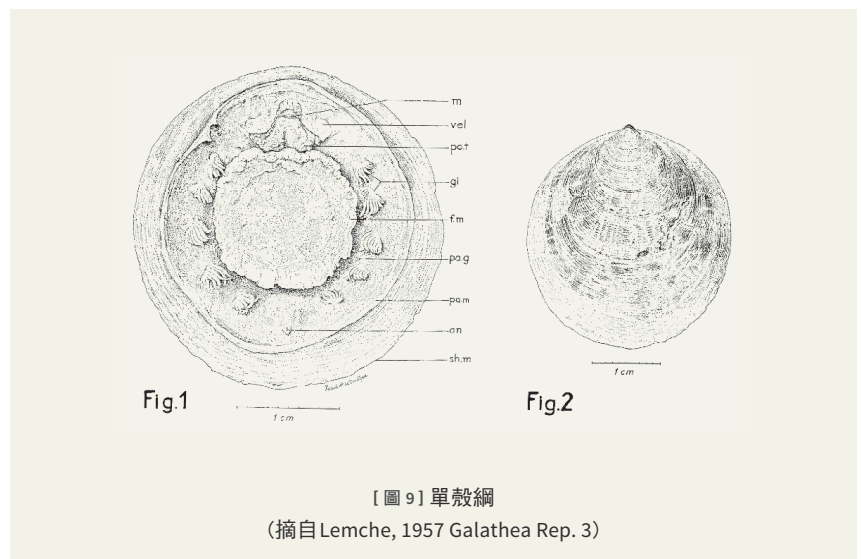 m
vel
po.t
gi
f.m
pa.g
pa.m
an
sh.m
Fig.1
1 cm
Fig.2
1 cm
[圖 9] 單殼綱
（摘自Lemche, 1957 Galathea Rep. 3）